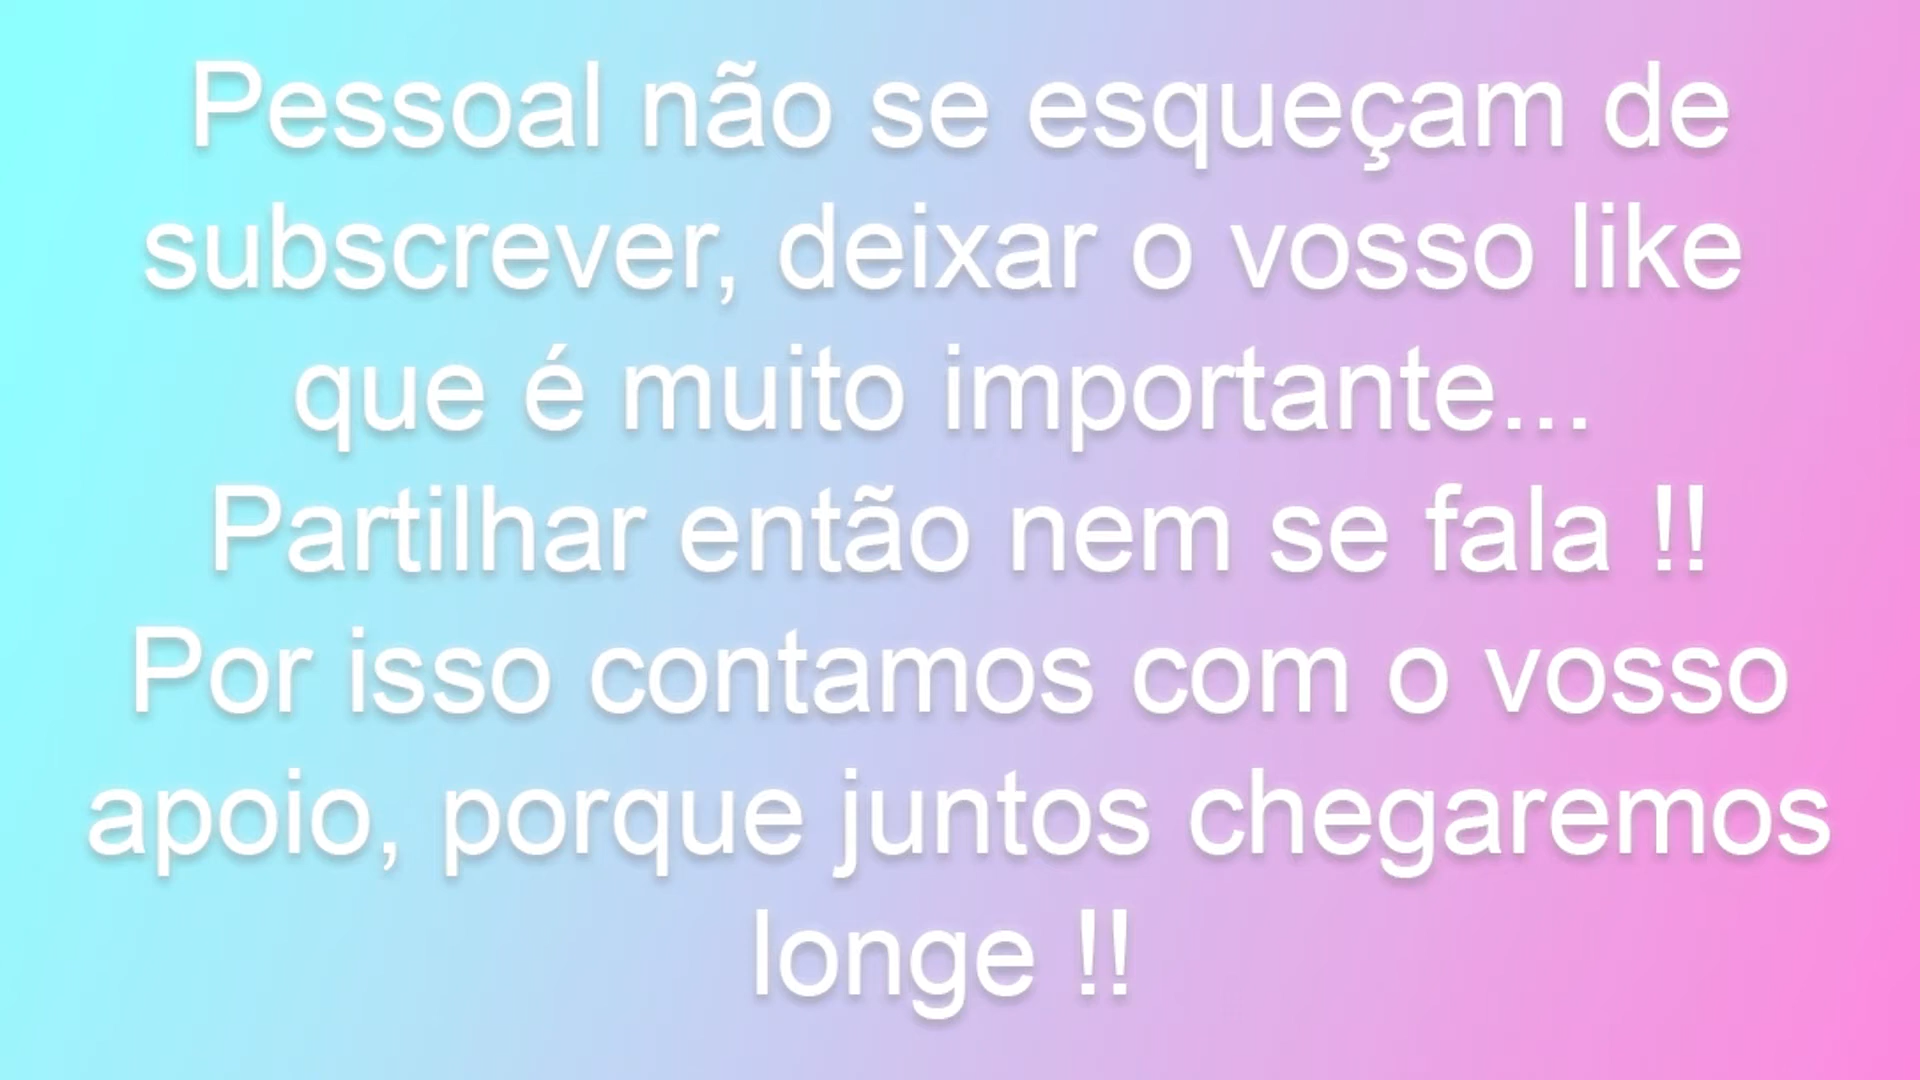 Pessoal não se esqueçam de
subscrever, deixar o vosso like
que é muito importante...
Partilhar então nem se fala !!
Por isso contamos com o vosso
apoio, porque juntos chegaremos
longe !!